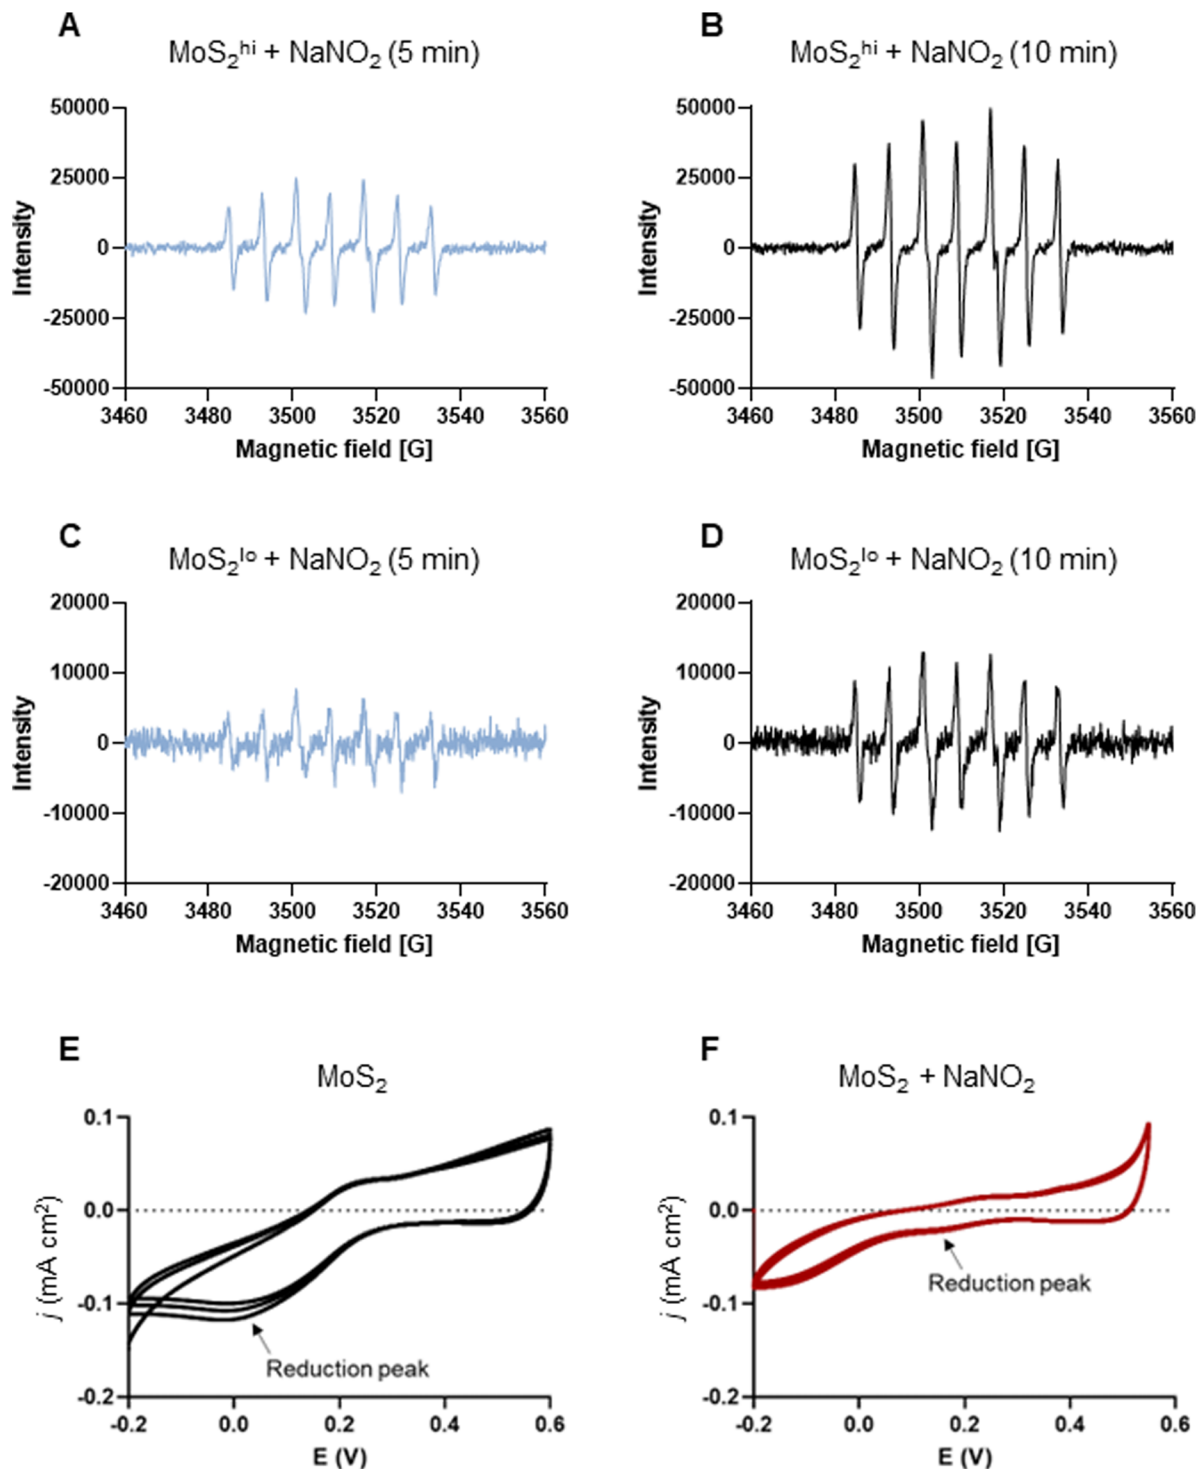 A
MoS₂ʰⁱ + NaNO₂ (5 min)
50000
25000
0
-25000
-50000
Intensity
3460 3480 3500 3520 3540 3560
Magnetic field [G]
B
MoS₂ʰⁱ + NaNO₂ (10 min)
50000
25000
0
-25000
-50000
Intensity
3460 3480 3500 3520 3540 3560
Magnetic field [G]
C
MoS₂ˡᵒ + NaNO₂ (5 min)
20000
10000
0
-10000
-20000
Intensity
3460 3480 3500 3520 3540 3560
Magnetic field [G]
D
MoS₂ˡᵒ + NaNO₂ (10 min)
20000
10000
0
-10000
-20000
Intensity
3460 3480 3500 3520 3540 3560
Magnetic field [G]
E
MoS₂
0.1
0.0
-0.1
-0.2
j (mA cm²)
Reduction peak
-0.2 0.0 0.2 0.4 0.6
E (V)
F
MoS₂ + NaNO₂
0.1
0.0
-0.1
-0.2
j (mA cm²)
Reduction peak
-0.2 0.0 0.2 0.4 0.6
E (V)